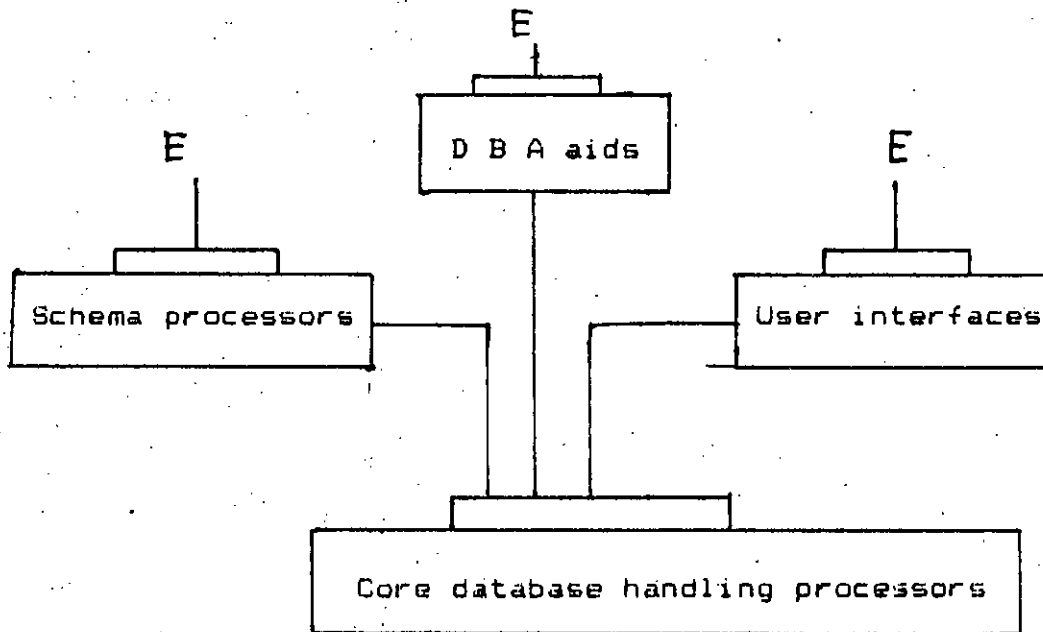 E
D B A aids
E
E
Schema processors
User interfaces
Core database handling processors